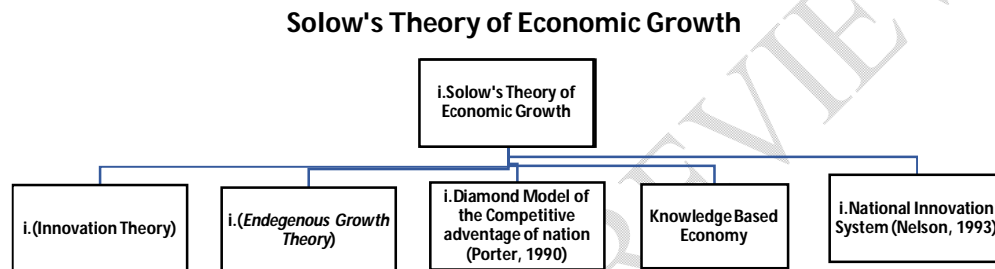 Solow's Theory of Economic Growth
i.Solow's Theory of
Economic Growth
i.(Innovation Theory)
i.(Endegenous Growth
Theory)
i.Diamond Model of
the Competitive
adventage of nation
(Porter, 1990)
Knowledge Based
Economy
i.National Innovation
System (Nelson, 1993)